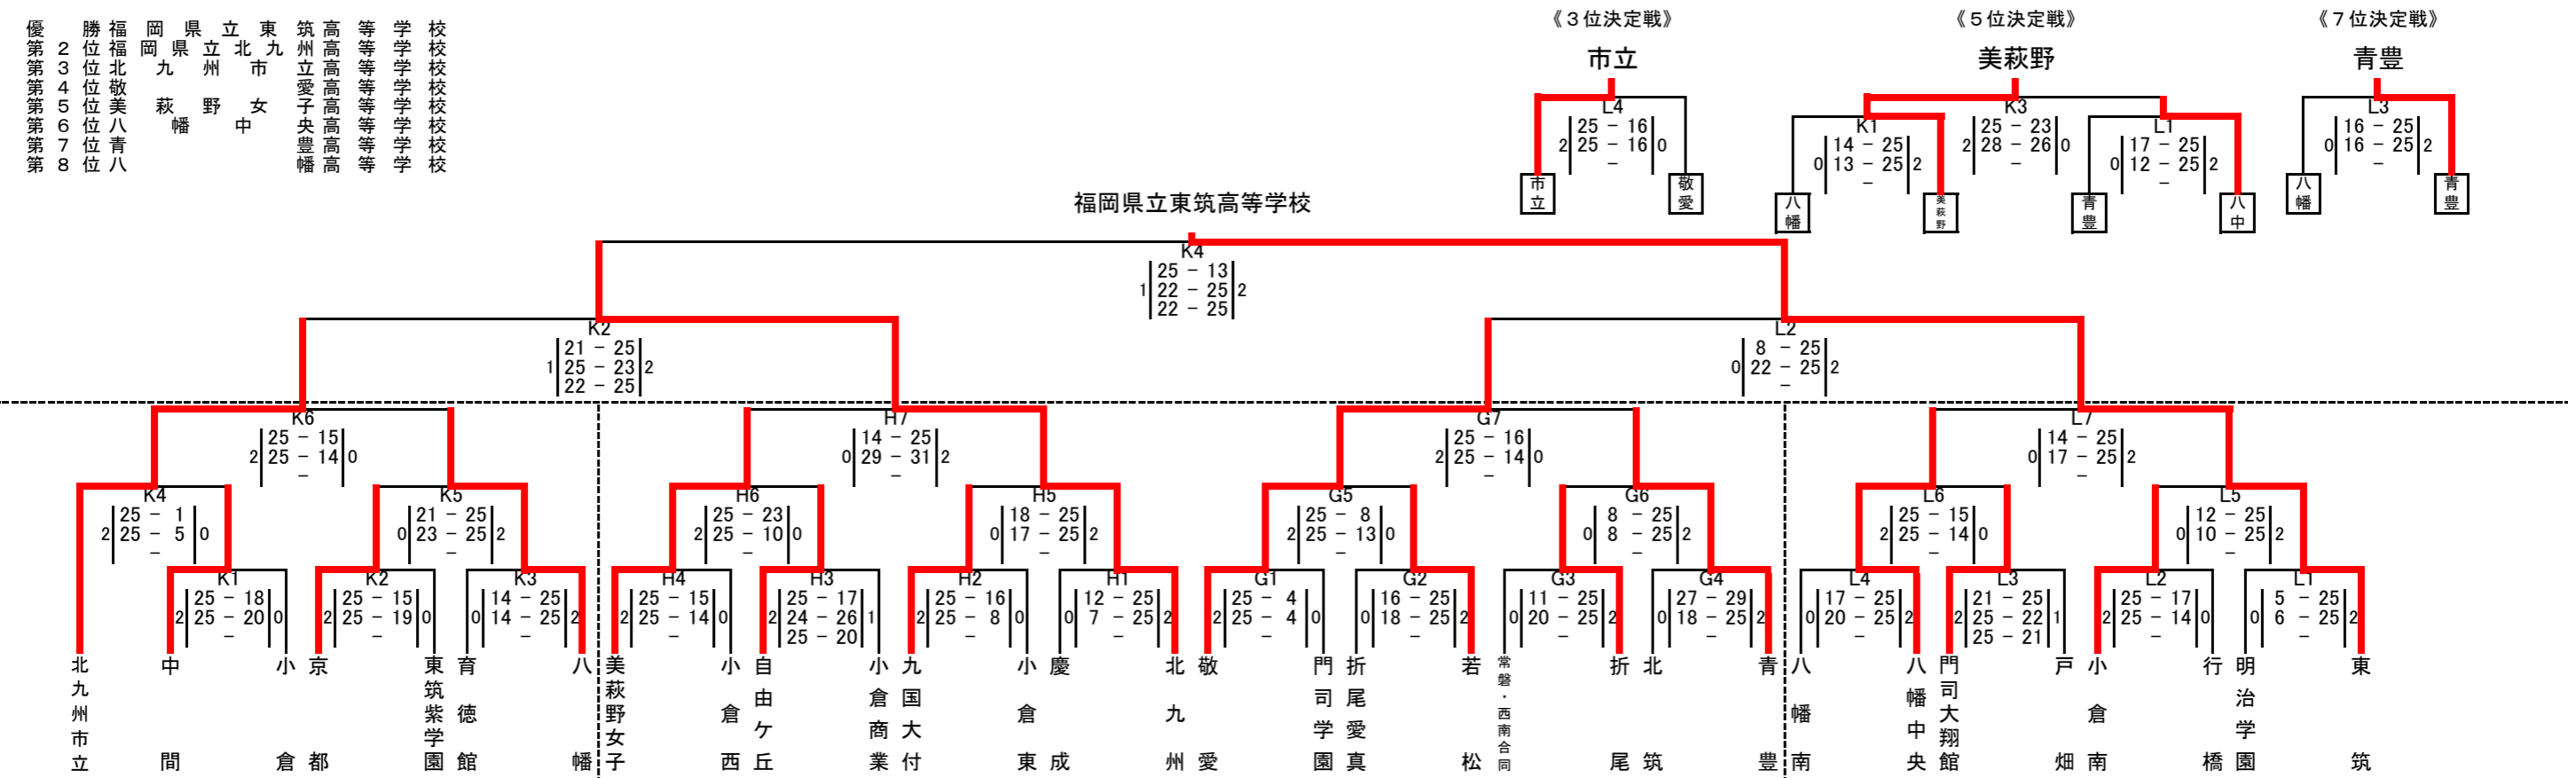 優勝福岡県立東筑高等学校
第２位福岡県立北九州高等学校
第３位北九州市立高等学校
第４位敬愛高等学校
第５位美萩野女子高等学校
第６位八幡中央高等学校
第７位青豊高等学校
第８位八幡高等学校
《３位決定戦》
市立
L4
25 － 16
2 25 － 16 0
－
市立
敬愛
《５位決定戦》
美萩野
K3
25 － 23
2 28 － 26 0
－
K1
14 － 25
0 13 － 25 2
－
L1
17 － 25
0 12 － 25 2
－
八幡
美萩野
青豊
八中
《７位決定戦》
青豊
L3
16 － 25
0 16 － 25 2
－
八幡
青豊
福岡県立東筑高等学校
K4
25 － 13
1 22 － 25 2
22 － 25
K2
21 － 25
1 25 － 23 2
22 － 25
L2
8 － 25
0 22 － 25 2
－
K6
25 － 15
2 25 － 14 0
－
H7
14 － 25
0 29 － 31 2
－
G7
25 － 16
2 25 － 14 0
－
L7
14 － 25
0 17 － 25 2
－
K4
25 － 1
2 25 － 5 0
－
K5
21 － 25
0 23 － 25 2
－
H6
25 － 23
2 25 － 10 0
－
H5
18 － 25
0 17 － 25 2
－
G5
25 － 8
2 25 － 13 0
－
G6
8 － 25
0 8 － 25 2
－
L6
25 － 15
2 25 － 14 0
－
L5
12 － 25
0 10 － 25 2
－
K1
25 － 18
2 25 － 20 0
－
K2
25 － 15
2 25 － 19 0
－
K3
14 － 25
0 14 － 25 2
－
H4
25 － 15
2 25 － 14 0
－
H3
25 － 17
2 24 － 26 1
25 － 20
H2
25 － 16
2 25 － 8 0
－
H1
12 － 25
0 7 － 25 2
－
G1
25 － 4
2 25 － 4 0
－
G2
16 － 25
0 18 － 25 2
－
G3
11 － 25
0 20 － 25 2
－
G4
27 － 29
0 18 － 25 2
－
L4
17 － 25
0 20 － 25 2
－
L3
21 － 25
2 25 － 22 1
25 － 21
L2
25 － 17
2 25 － 14 0
－
L1
5 － 25
0 6 － 25 2
－
北九州市立
中間
小倉
京都
東筑紫学園
育徳館
八幡
美萩野女子
小倉西
自由ケ丘
小倉商業
九国大付
小倉東
慶成
北九州
敬愛
門司学園
折尾愛真
若松
常磐・西南合同
折尾
北筑
青豊
八幡南
八幡中央
門司大翔館
戸畑
小倉南
行橋
明治学園
東筑